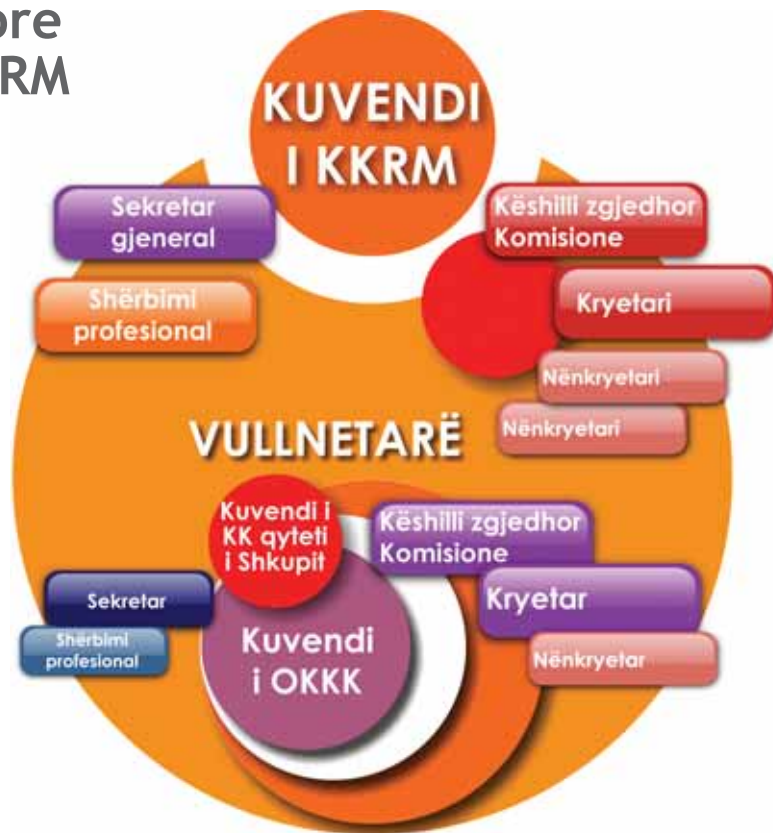 ore
RM
KUVENDI
I KKRM
Sekretar
gjeneral
Shërbimi
profesional
Këshilli zgjedhor
Komisione
Kryetari
Nënkryetari
Nënkryetari
VULLNETARË
Kuvendi i
KK qyteti
i Shkupit
Këshilli zgjedhor
Komisione
Sekretar
Shërbimi
profesional
Kuvendi
i OKKK
Kryetar
Nënkryetar